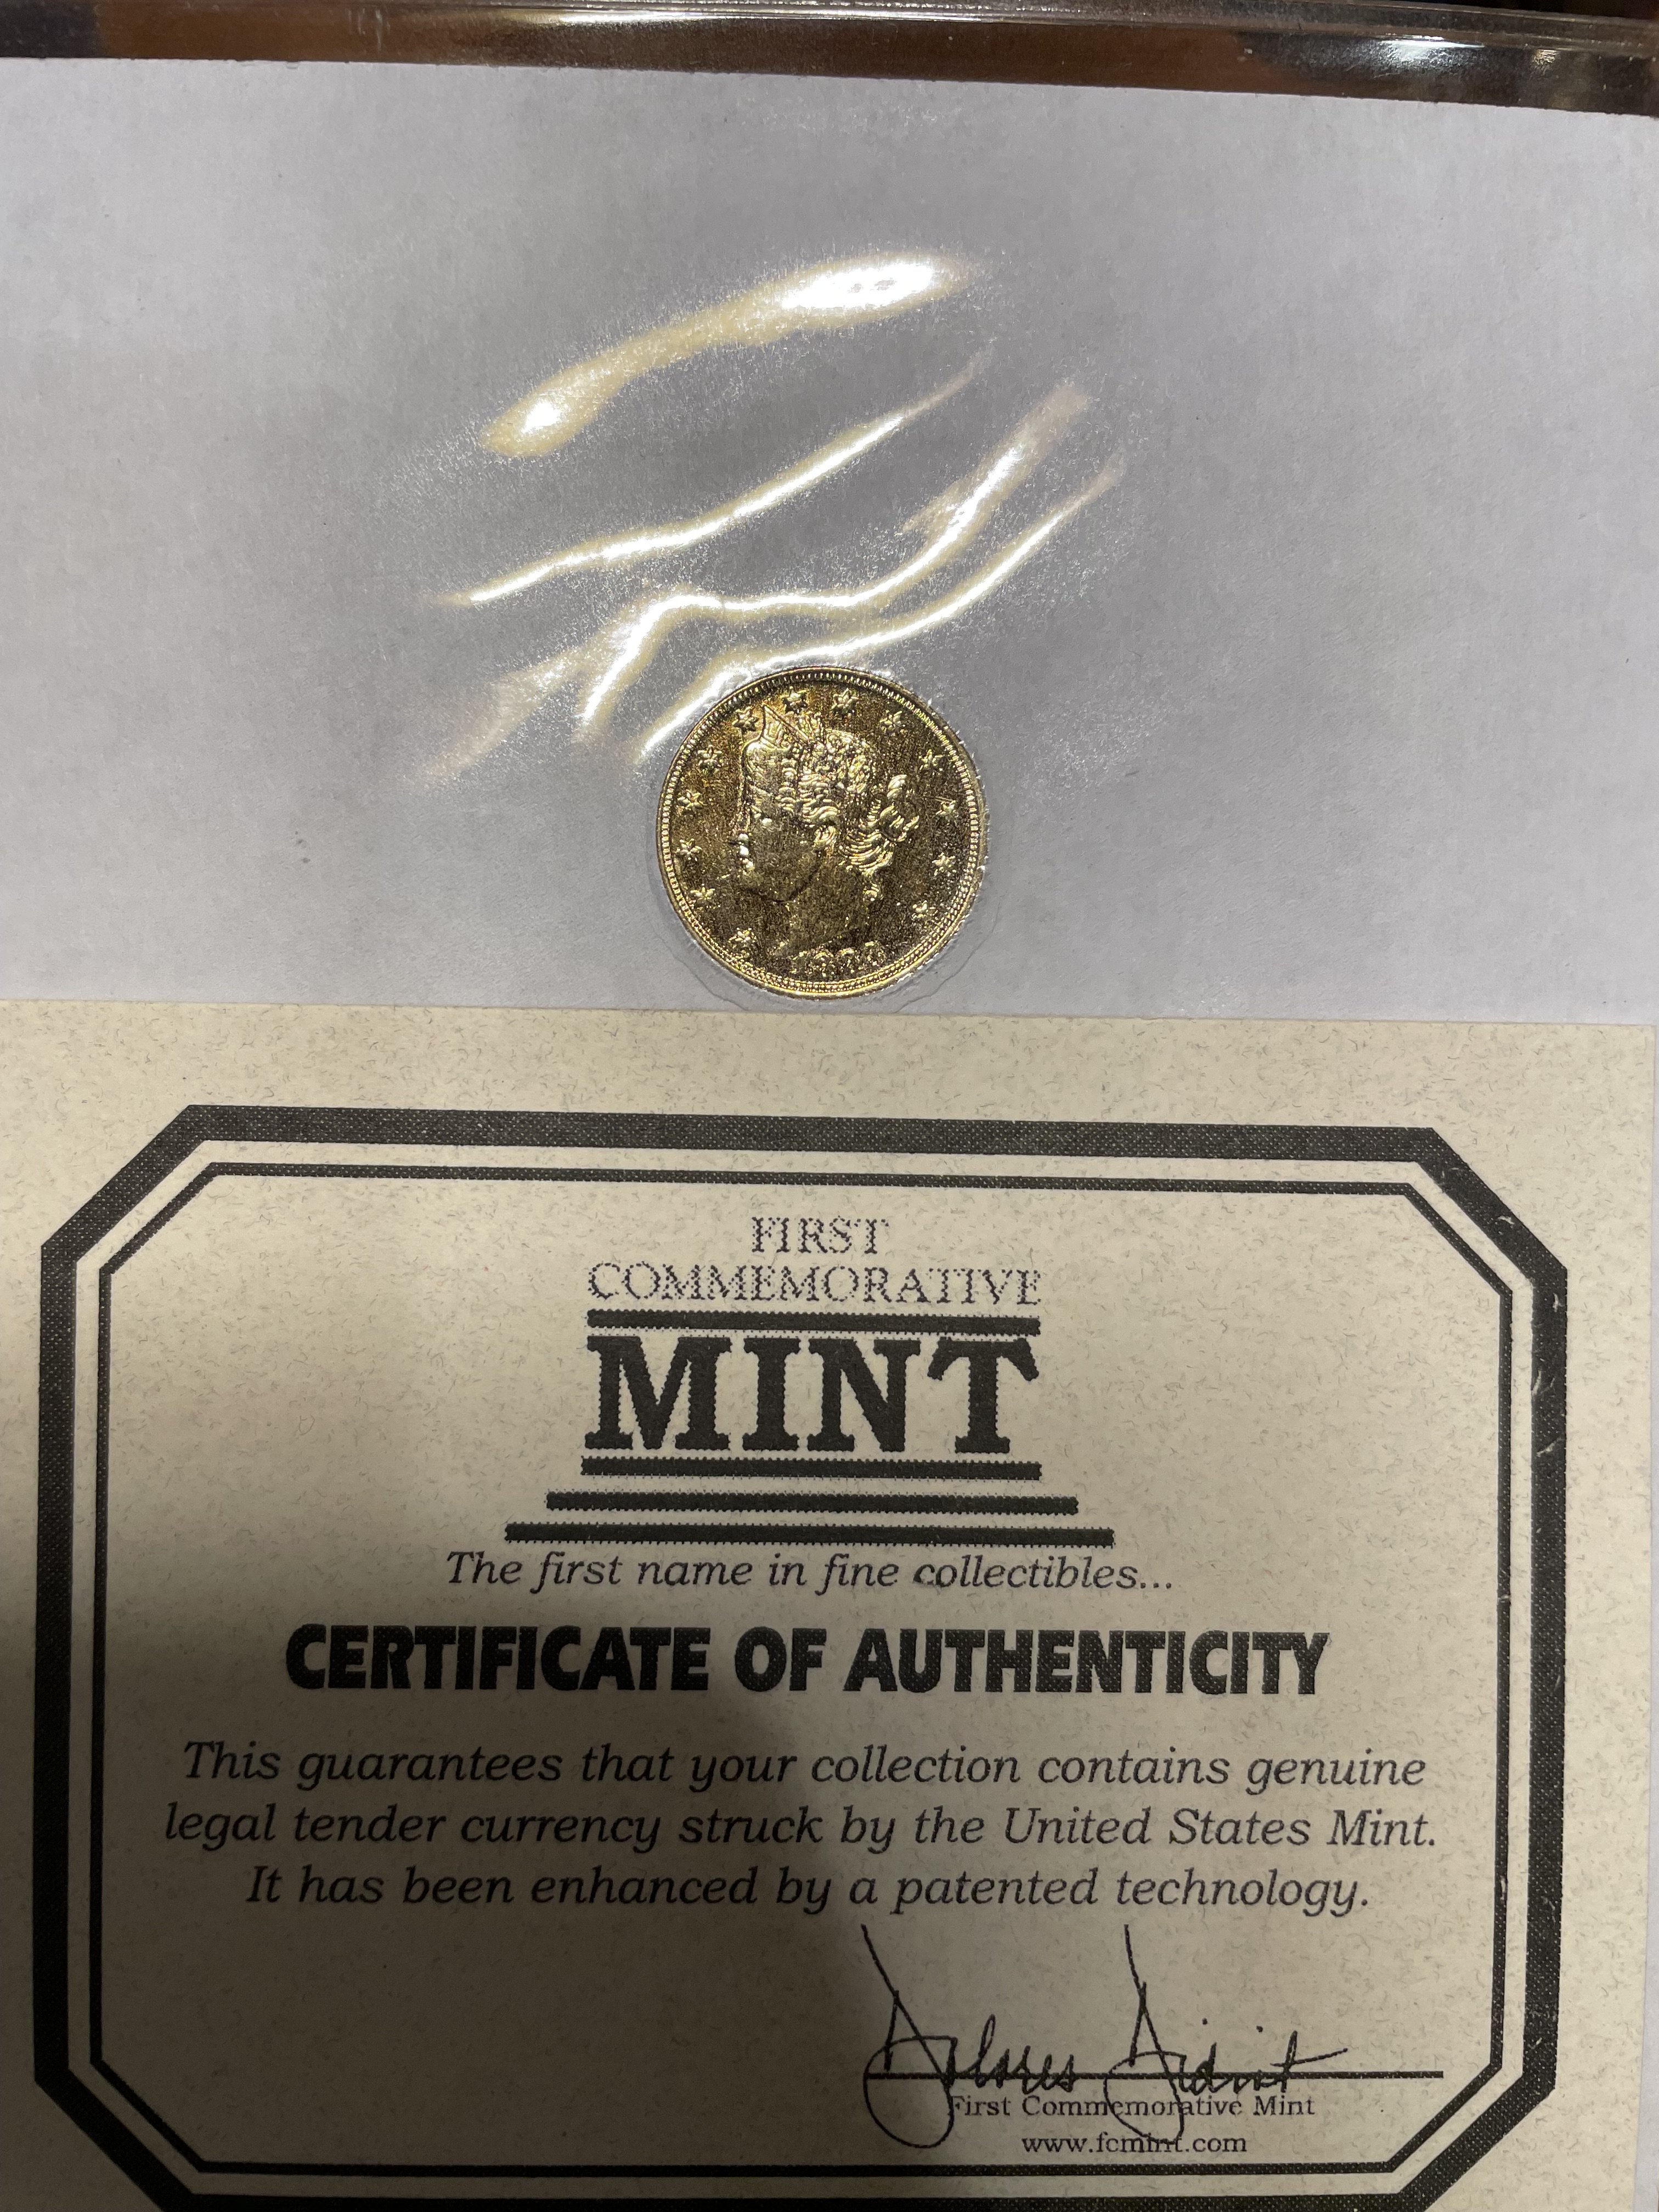 FIRST
COMMEMORATIVE
MINT
The first name in fine collectibles...
CERTIFICATE OF AUTHENTICITY
This guarantees that your collection contains genuine
legal tender currency struck by the United States Mint.
It has been enhanced by a patented technology.
First Commemorative Mint
www.fcmint.com